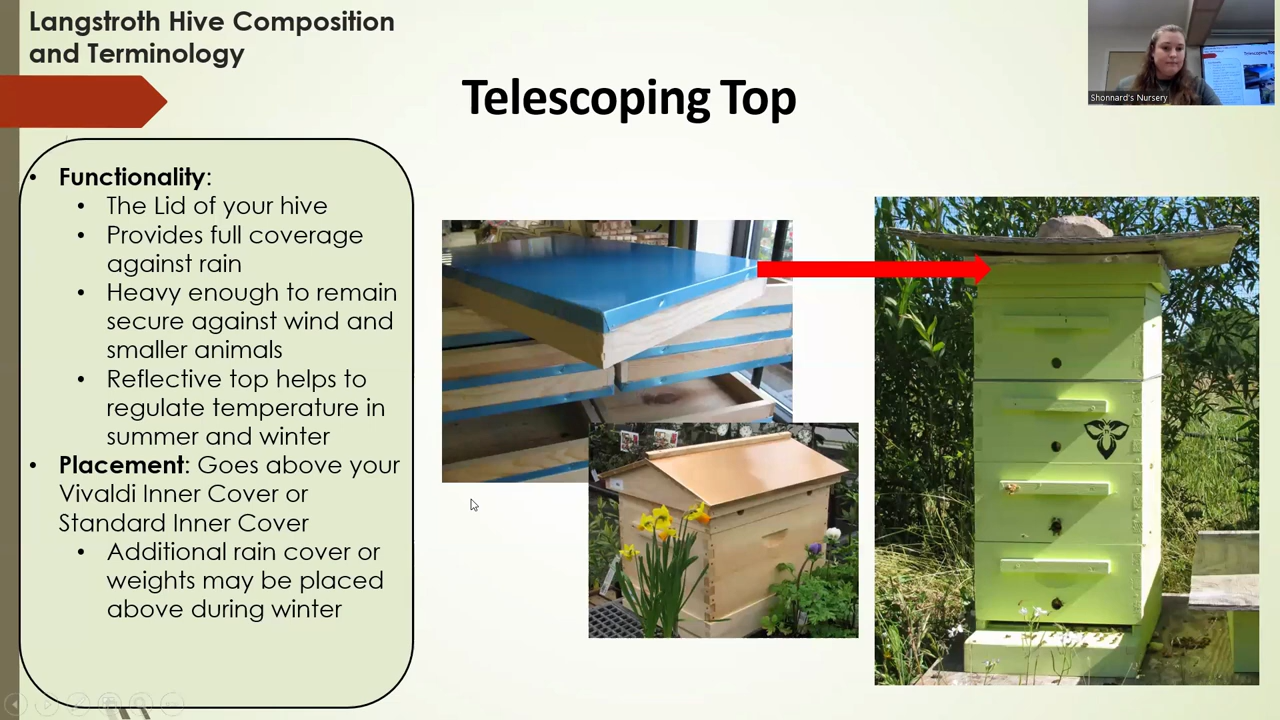 Langstroth Hive Composition
and Terminology
Shonnard's Nursery
Telescoping Top
• Functionality:
• The Lid of your hive
• Provides full coverage
against rain
• Heavy enough to remain
secure against wind and
smaller animals
• Reflective top helps to
regulate temperature in
summer and winter
• Placement: Goes above your
Vivaldi Inner Cover or
Standard Inner Cover
• Additional rain cover or
weights may be placed
above during winter